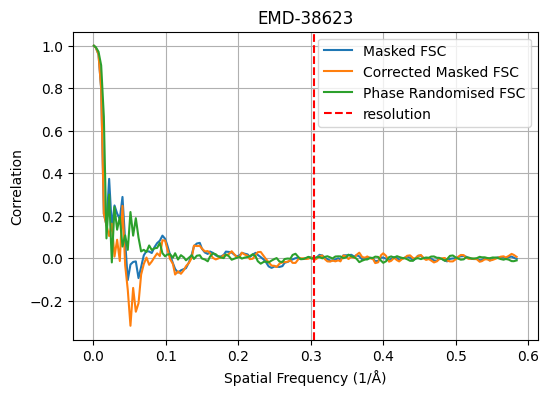 EMD-38623
Masked FSC
Corrected Masked FSC
Phase Randomised FSC
resolution
Correlation
1.0
0.8
0.6
0.4
0.2
0.0
−0.2
0.0 0.1 0.2 0.3 0.4 0.5 0.6
Spatial Frequency (1/Å)